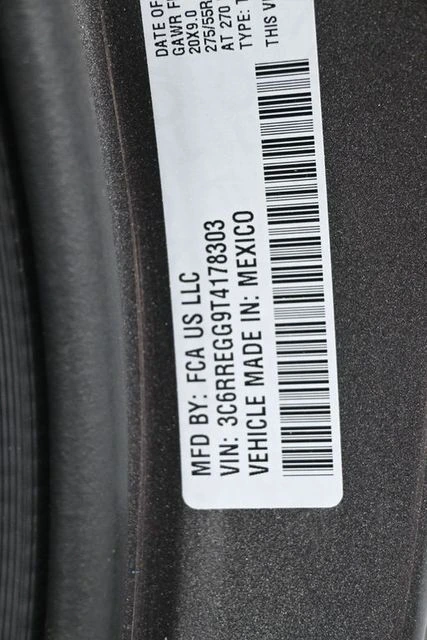 MFD BY: FCA US LLC
VIN: 3C6RREGG9T4178303
VEHICLE MADE IN: MEXICO
DATE OF
GAWR F
20X9.0
275/55R
AT 270
TYPE: T
THIS V